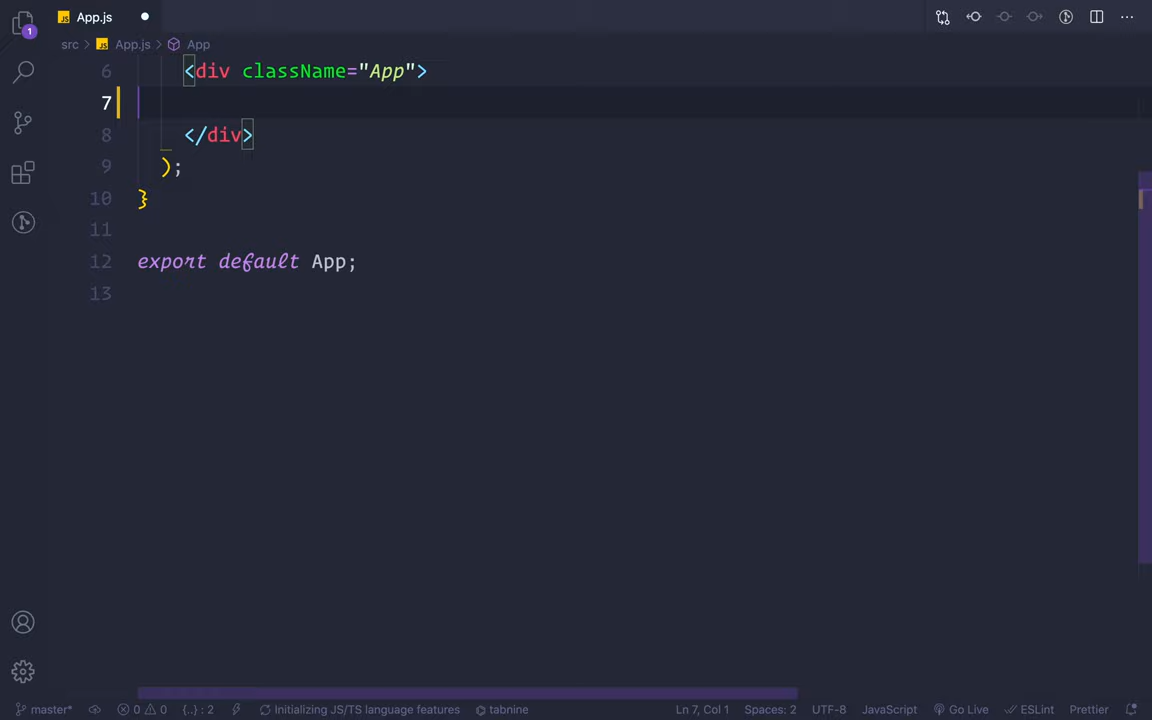 App.js
1
src > App.js > App
6 <div className="App">
7
8 </div>
9 );
10 }
11
12 export default App;
13
master* 0 0 {..} : 2 Initializing JS/TS language features tabnine Ln 7, Col 1 Spaces: 2 UTF-8 JavaScript Go Live ESLint Prettier